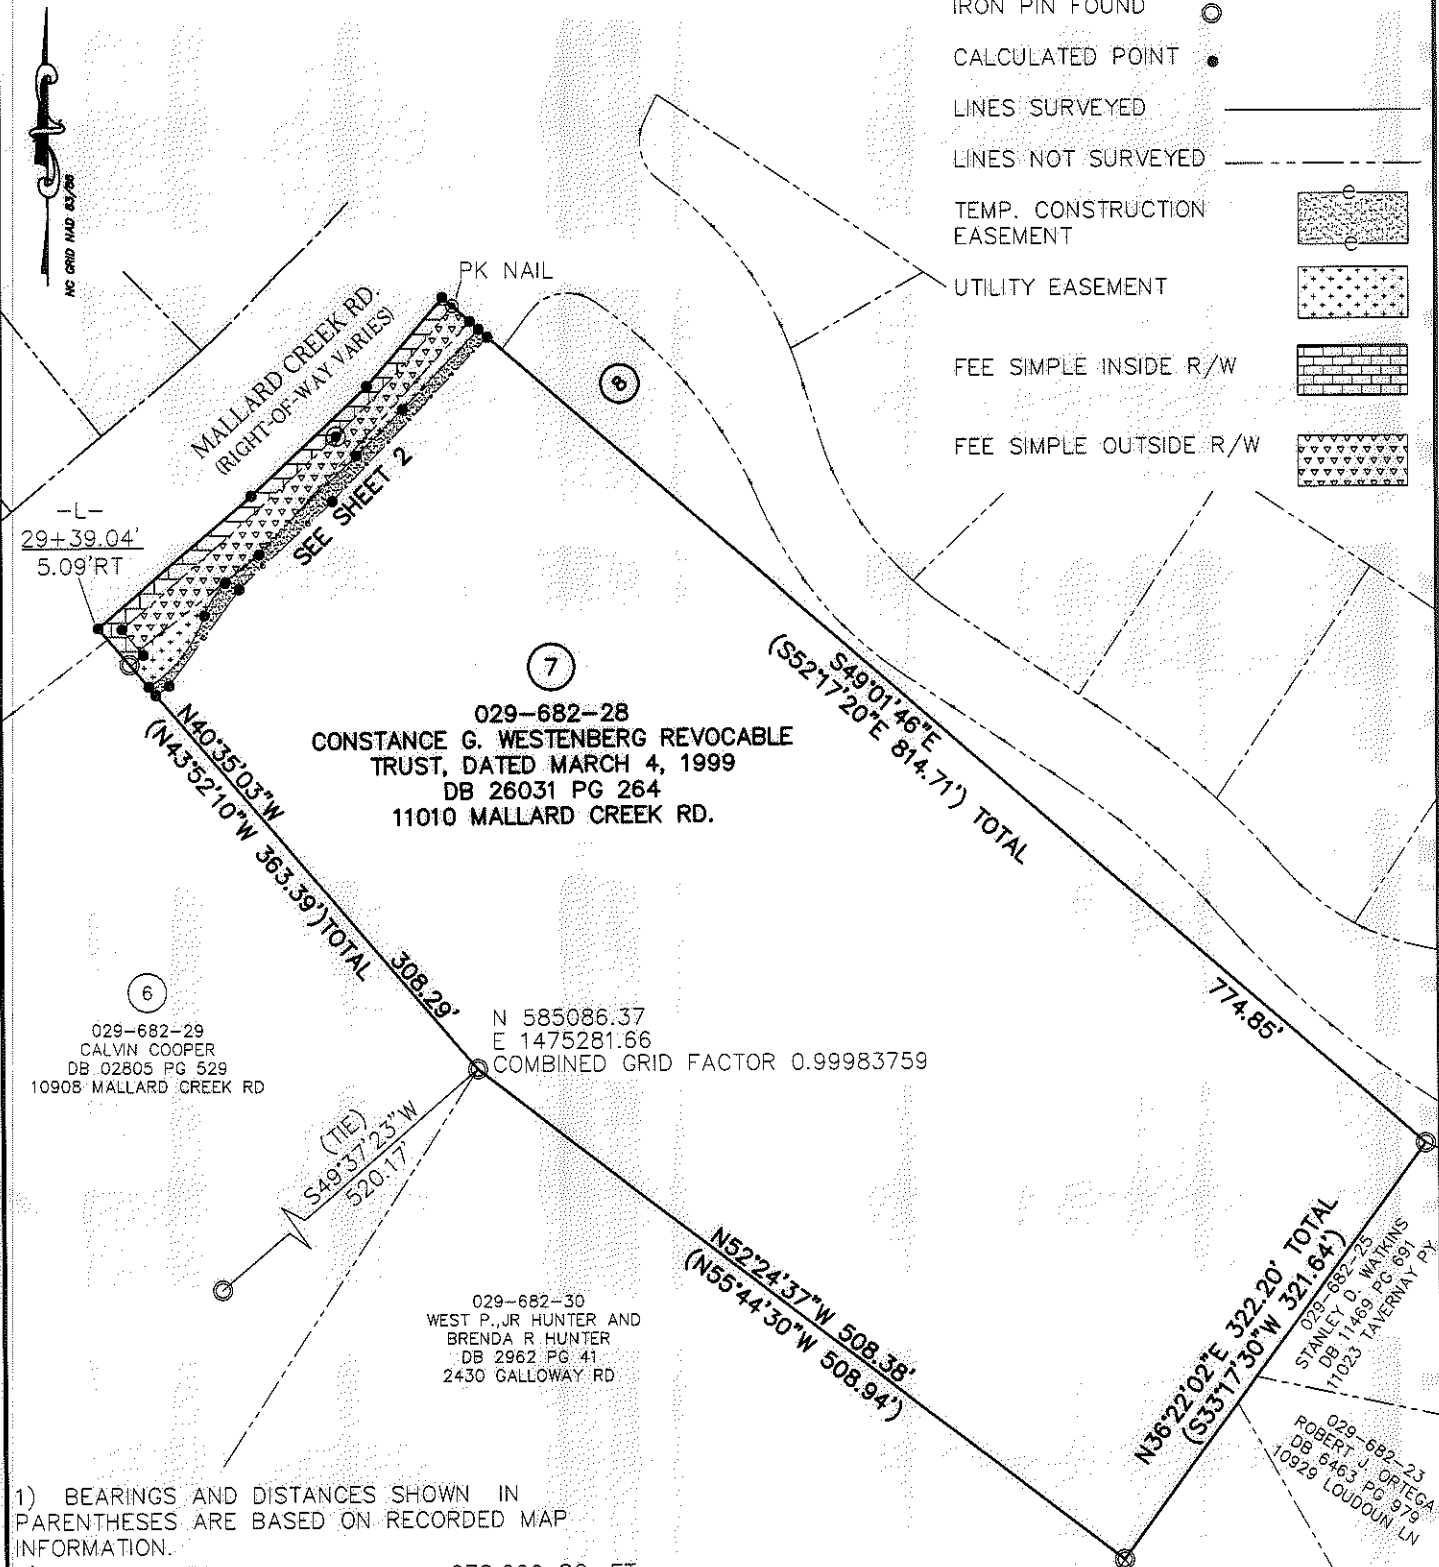 IRON PIN FOUND
CALCULATED POINT
LINES SURVEYED
LINES NOT SURVEYED
TEMP. CONSTRUCTION
EASEMENT
UTILITY EASEMENT
FEE SIMPLE INSIDE R/W
FEE SIMPLE OUTSIDE R/W
NC GRID NAD 83/86
PK NAIL
MALLARD CREEK RD.
(RIGHT-OF-WAY VARIES)
SEE SHEET 2
8
-L-
29+39.04'
5.09'RT
7
029-682-28
CONSTANCE G. WESTENBERG REVOCABLE
TRUST, DATED MARCH 4, 1999
DB 26031 PG 264
11010 MALLARD CREEK RD.
S49°01'46"E
(S52°17'20"E 814.71') TOTAL
774.85'
N40°35'03"W
(N43°52'10"W 363.39')TOTAL
308.29'
6
029-682-29
CALVIN COOPER
DB 02805 PG 529
10908 MALLARD CREEK RD
N 585086.37
E 1475281.66
COMBINED GRID FACTOR 0.99983759
(TIE)
S49°37'23"W
520.17'
N52°24'37"W 508.38'
(N55°44'30"W 508.94')
029-682-30
WEST P.,JR HUNTER AND
BRENDA R HUNTER
DB 2962 PG 41
2430 GALLOWAY RD
N36°22'02"E 322.20' TOTAL
(S33°17'30"W 321.64')
029-682-25
STANLEY D. WATKINS
DB 11469 PG 691
11023 TAVERNAY PY
029-682-23
ROBERT J. ORTEGA
DB 6463 PG 979
10929 LOUDOUN LN
1) BEARINGS AND DISTANCES SHOWN IN
PARENTHESES ARE BASED ON RECORDED MAP
INFORMATION.